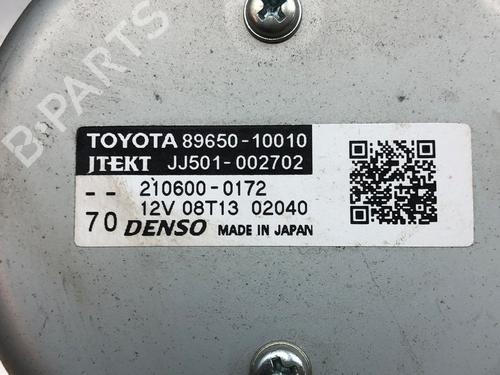 TOYOTA 89650-10010
JTEKT JJ501-002702
-- 210600-0172
12V 08T13 02040
70 DENSO MADE IN JAPAN
B-PARTS